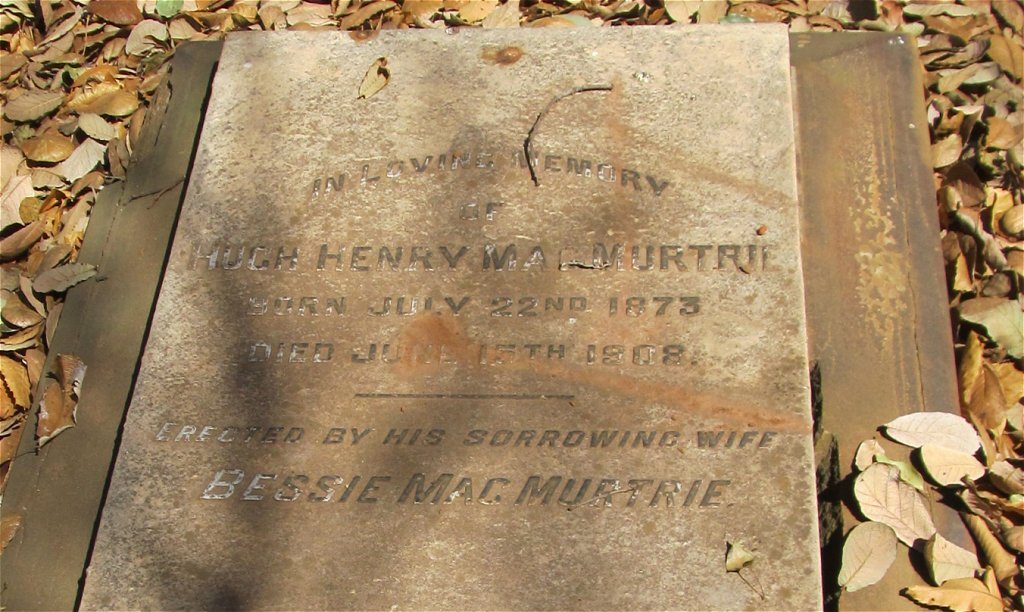 IN LOVING MEMORY
OF
HUGH HENRY MACMURTRIE
BORN JULY 22ND 1873
DIED JUNE 15TH 1908.
ERECTED BY HIS SORROWING WIFE
BESSIE MACMURTRIE.